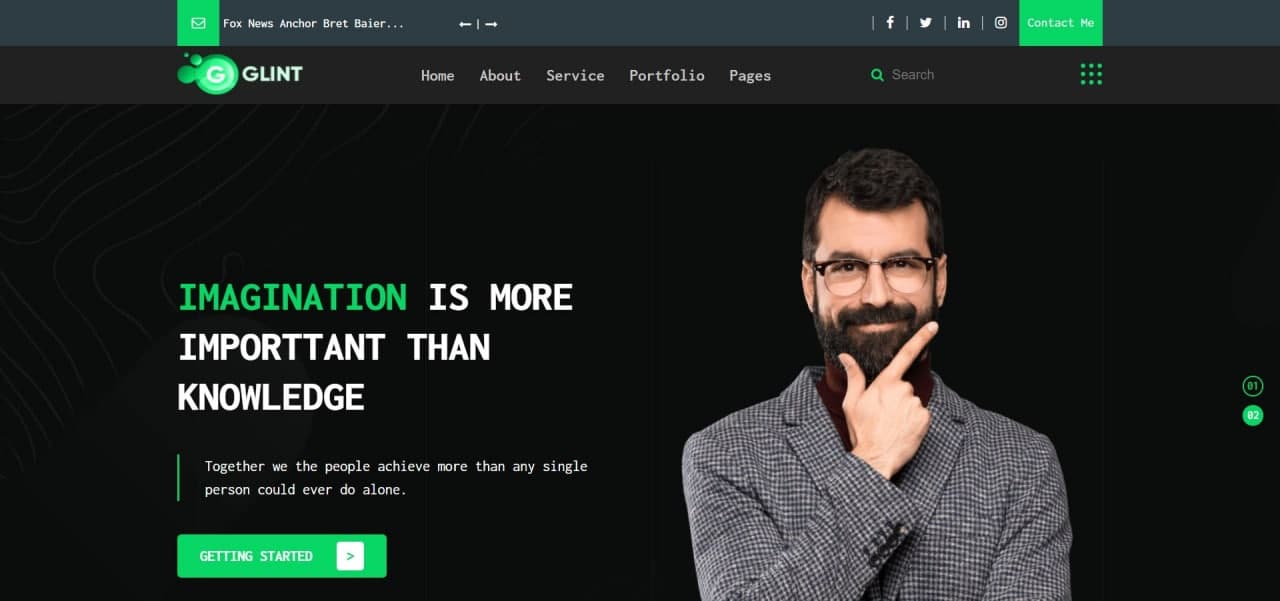 Fox News Anchor Bret Baier...
Contact Me
G GLINT
Home About Service Portfolio Pages
Search
IMAGINATION IS MORE
IMPORTTANT THAN
KNOWLEDGE
Together we the people achieve more than any single
person could ever do alone.
GETTING STARTED >
01
02